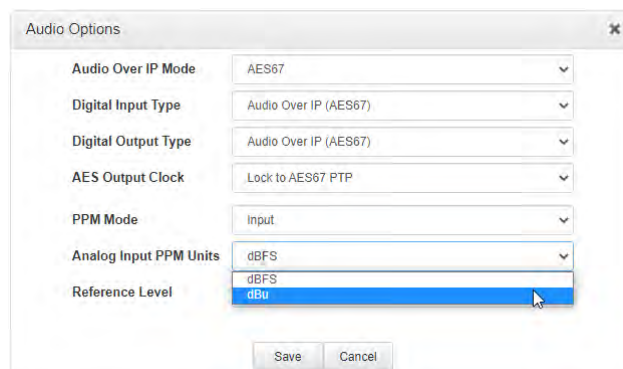 Audio Options
Audio Over IP Mode AES67
Digital Input Type Audio Over IP (AES67)
Digital Output Type Audio Over IP (AES67)
AES Output Clock Lock to AES67 PTP
PPM Mode Input
Analog Input PPM Units dBFS
dBFS
Reference Level dBu
Save Cancel